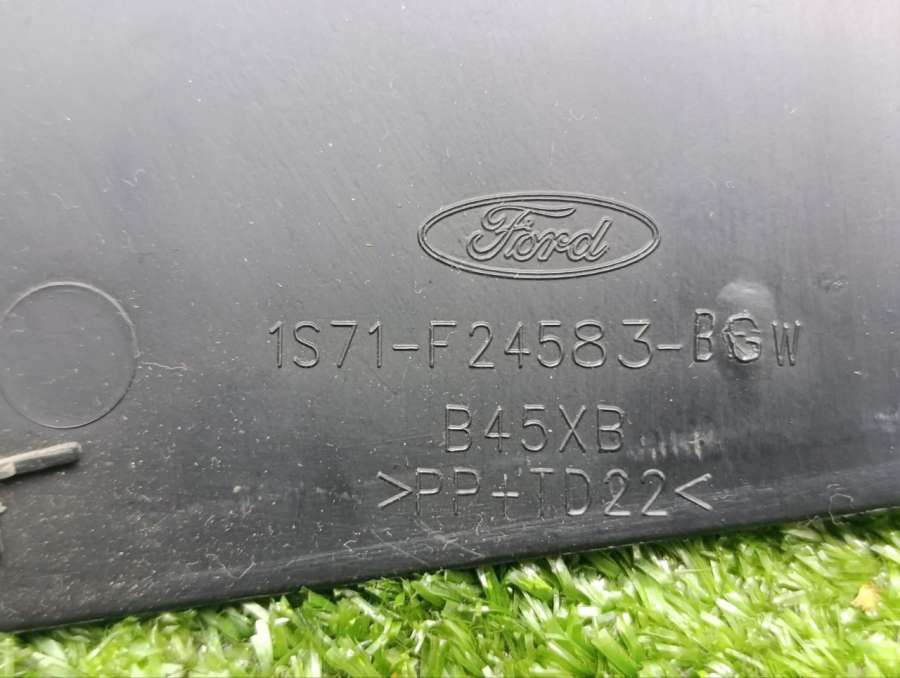 Ford
1S71-F24583-BGW
B45XB
>PP+TD22<